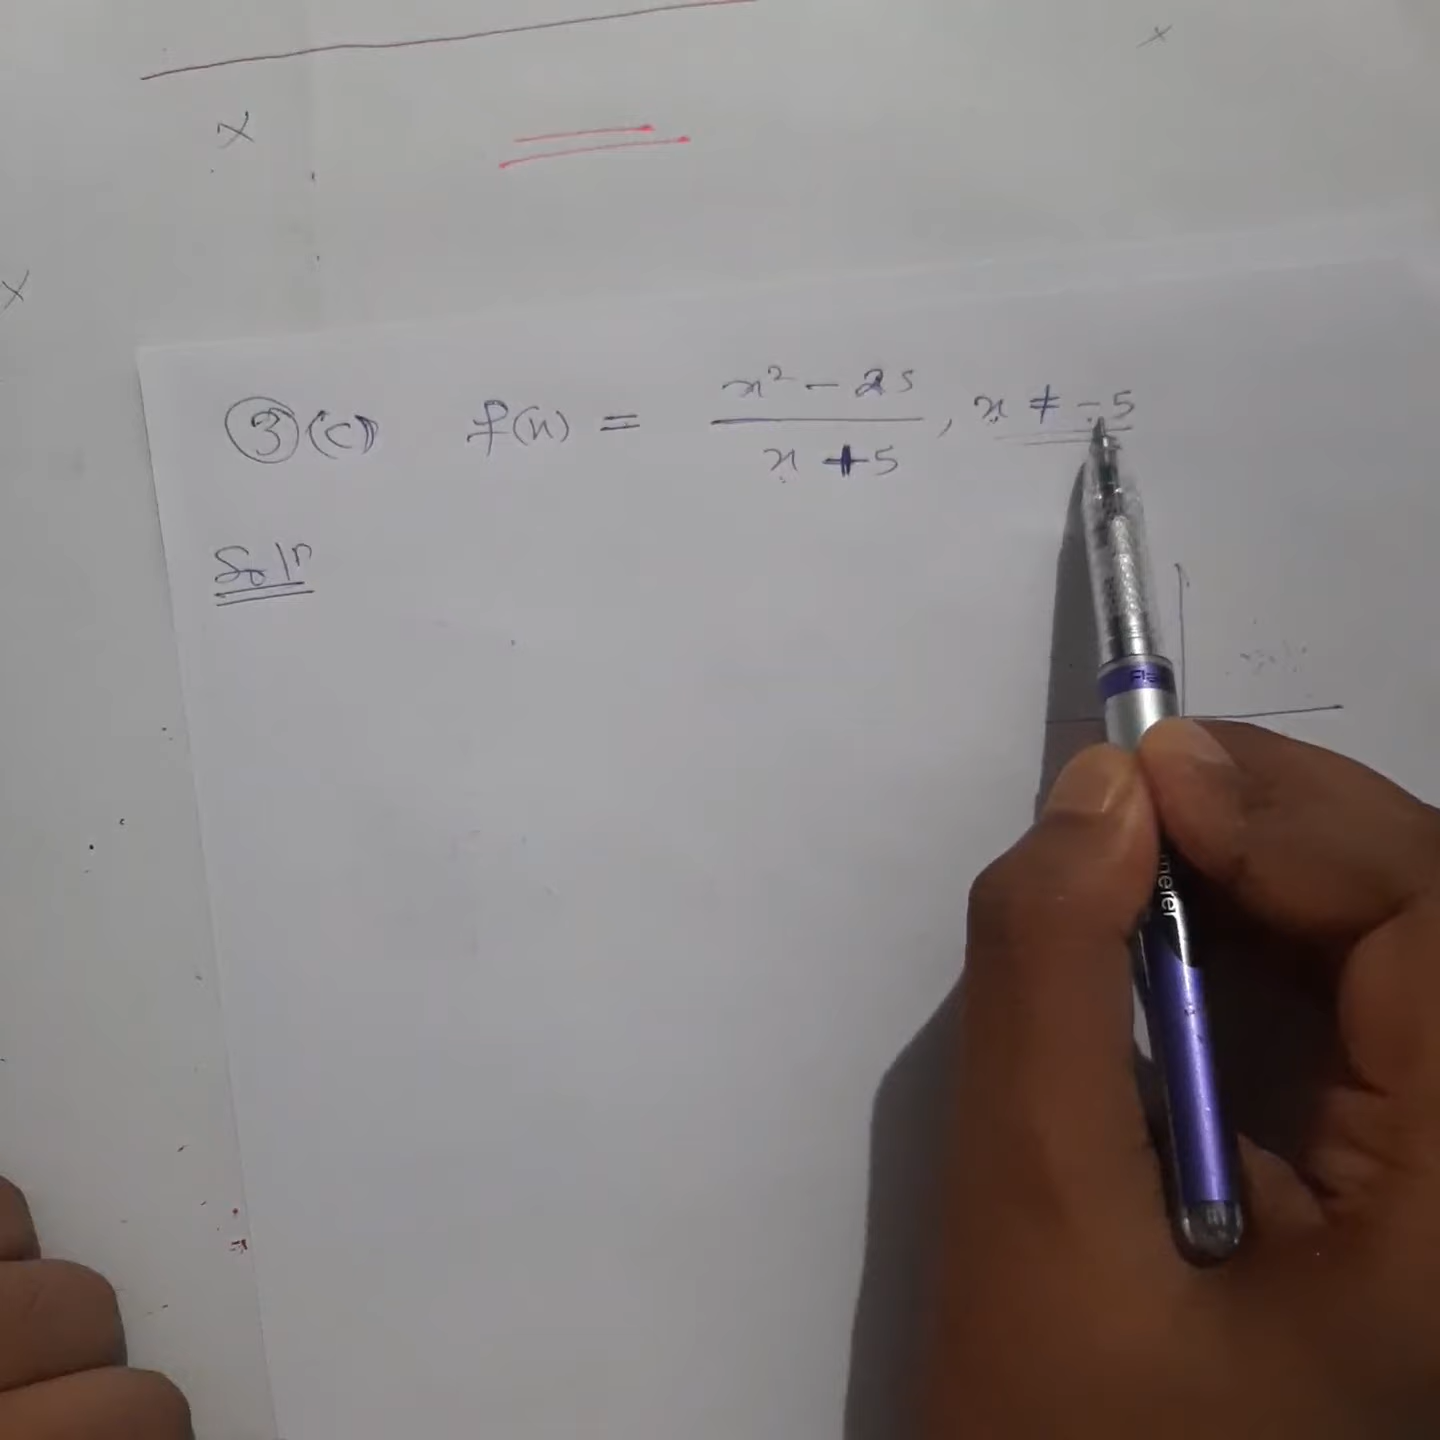 ③(c) f(x) = x² - 25 / x + 5 , x ≠ -5
Solⁿ